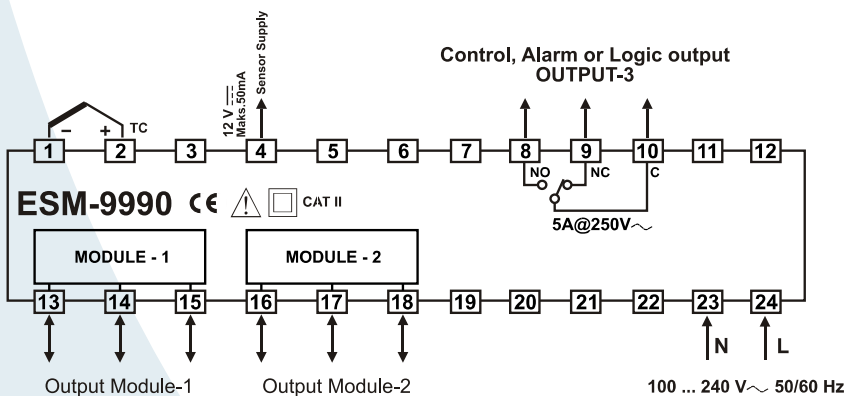 Control, Alarm or Logic output
OUTPUT-3
12 V
Maks.50mA
Sensor Supply
− + TC
1 2 3 4 5 6 7 8 9 10 11 12
NO NC C
5A@250V~
ESM-9990 CE CAT II
MODULE - 1 MODULE - 2
13 14 15 16 17 18 19 20 21 22 23 24
N L
Output Module-1 Output Module-2 100 ... 240 V~ 50/60 Hz